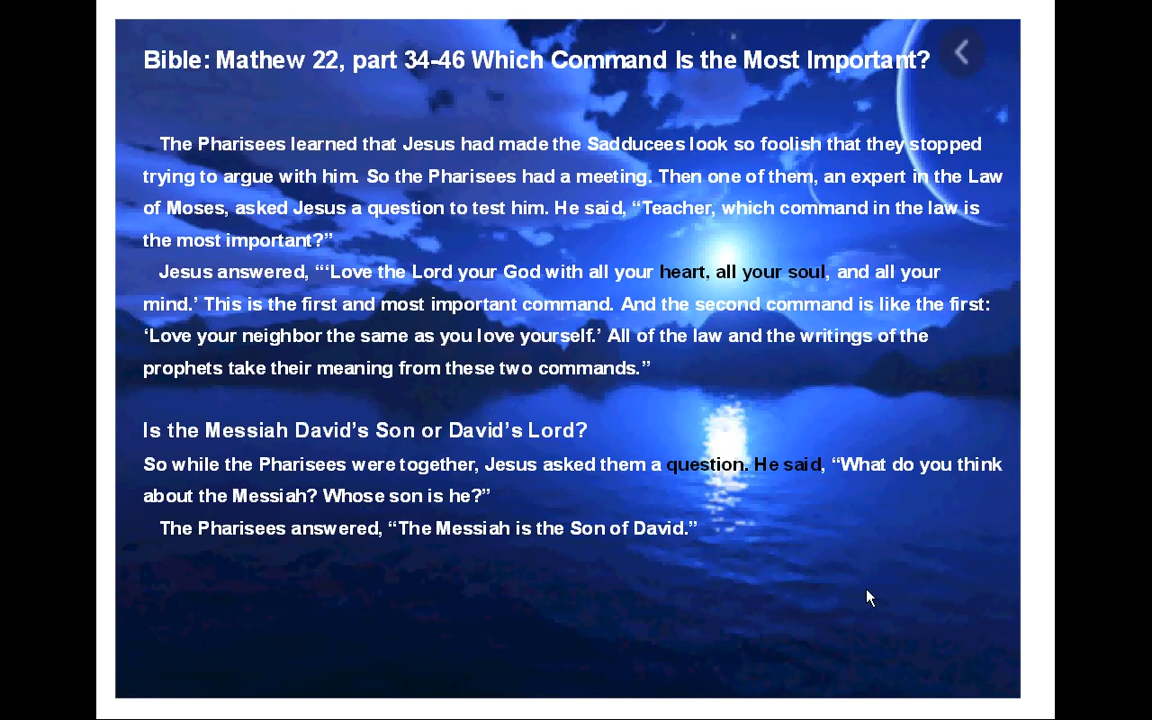 Bible: Mathew 22, part 34-46 Which Command Is the Most Important?
The Pharisees learned that Jesus had made the Sadducees look so foolish that they stopped
trying to argue with him. So the Pharisees had a meeting. Then one of them, an expert in the Law
of Moses, asked Jesus a question to test him. He said, “Teacher, which command in the law is
the most important?”
Jesus answered, “‘Love the Lord your God with all your heart, all your soul, and all your
mind.’ This is the first and most important command. And the second command is like the first:
‘Love your neighbor the same as you love yourself.’ All of the law and the writings of the
prophets take their meaning from these two commands.”
Is the Messiah David’s Son or David’s Lord?
So while the Pharisees were together, Jesus asked them a question. He said, “What do you think
about the Messiah? Whose son is he?”
The Pharisees answered, “The Messiah is the Son of David.”